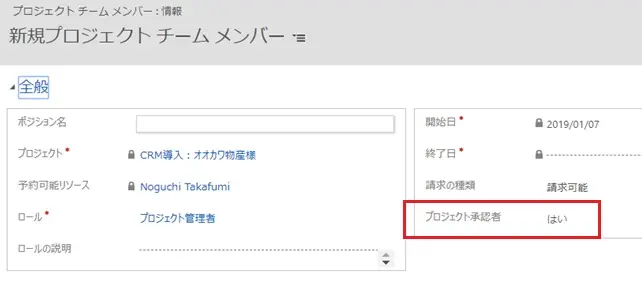 プロジェクト チーム メンバー : 情報
新規プロジェクト チーム メンバー
全般
ポジション名
プロジェクト* CRM導入：オオカワ物産様
予約可能リソース Noguchi Takafumi
ロール* プロジェクト管理者
ロールの説明
開始日* 2019/01/07
終了日*
請求の種類 請求可能
プロジェクト承認者 はい